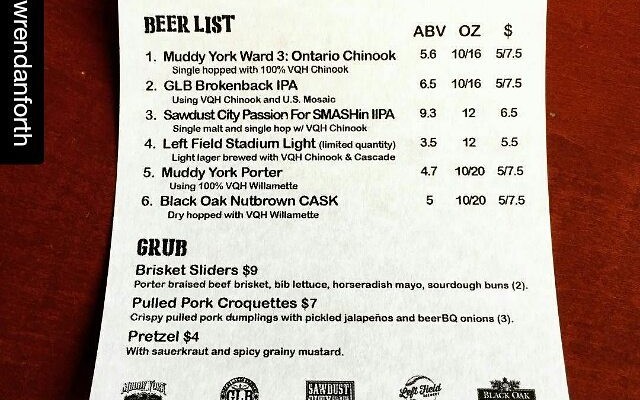 wrendanforth
BEER LIST
ABV OZ $
1. Muddy York Ward 3: Ontario Chinook 5.6 10/16 5/7.5
Single hopped with 100% VQH Chinook
2. GLB Brokenback IPA 6.5 10/16 5/7.5
Using VQH Chinook and U.S. Mosaic
3. Sawdust City Passion For SMASHin IIPA 9.3 12 6.5
Single malt and single hop w/ VQH Chinook
4. Left Field Stadium Light (limited quantity) 3.5 12 5.5
Light lager brewed with VQH Chinook & Cascade
5. Muddy York Porter 4.7 10/20 5/7.5
Using 100% VQH Willamette
6. Black Oak Nutbrown CASK 5 10/20 5/7.5
Dry hopped with VQH Willamette
GRUB
Brisket Sliders $9
Porter braised beef brisket, bib lettuce, horseradish mayo, sourdough buns (2).
Pulled Pork Croquettes $7
Crispy pulled pork dumplings with pickled jalapeños and beerBQ onions (3).
Pretzel $4
With sauerkraut and spicy grainy mustard.
MUDDY YORK
GLB
SAWDUST
CITY
Left Field
BREWERY
BLACK OAK